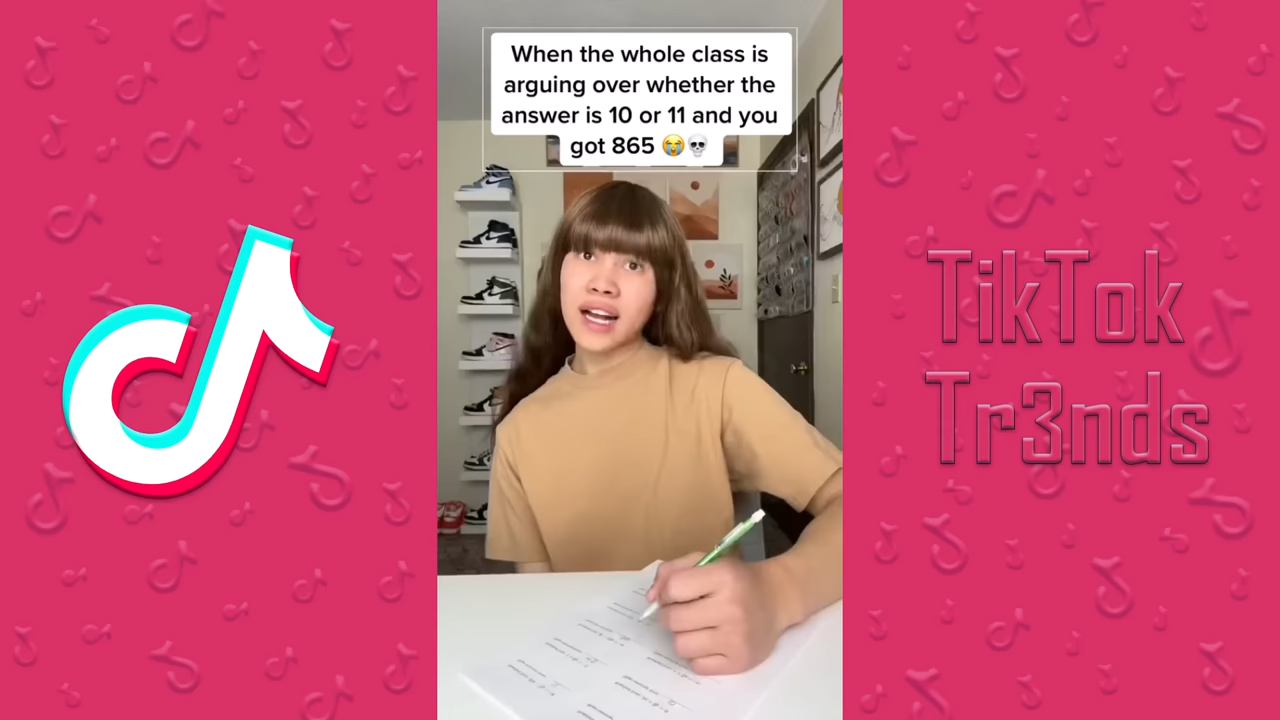 When the whole class is
arguing over whether the
answer is 10 or 11 and you
got 865 😭💀
TikTok
Tr3nds